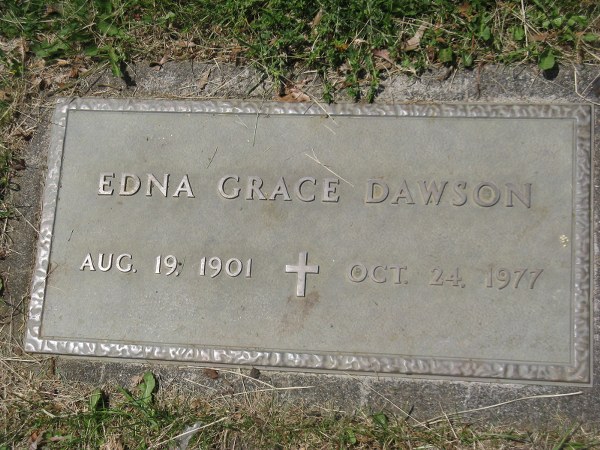 EDNA GRACE DAWSON
AUG. 19, 1901 OCT. 24, 1977